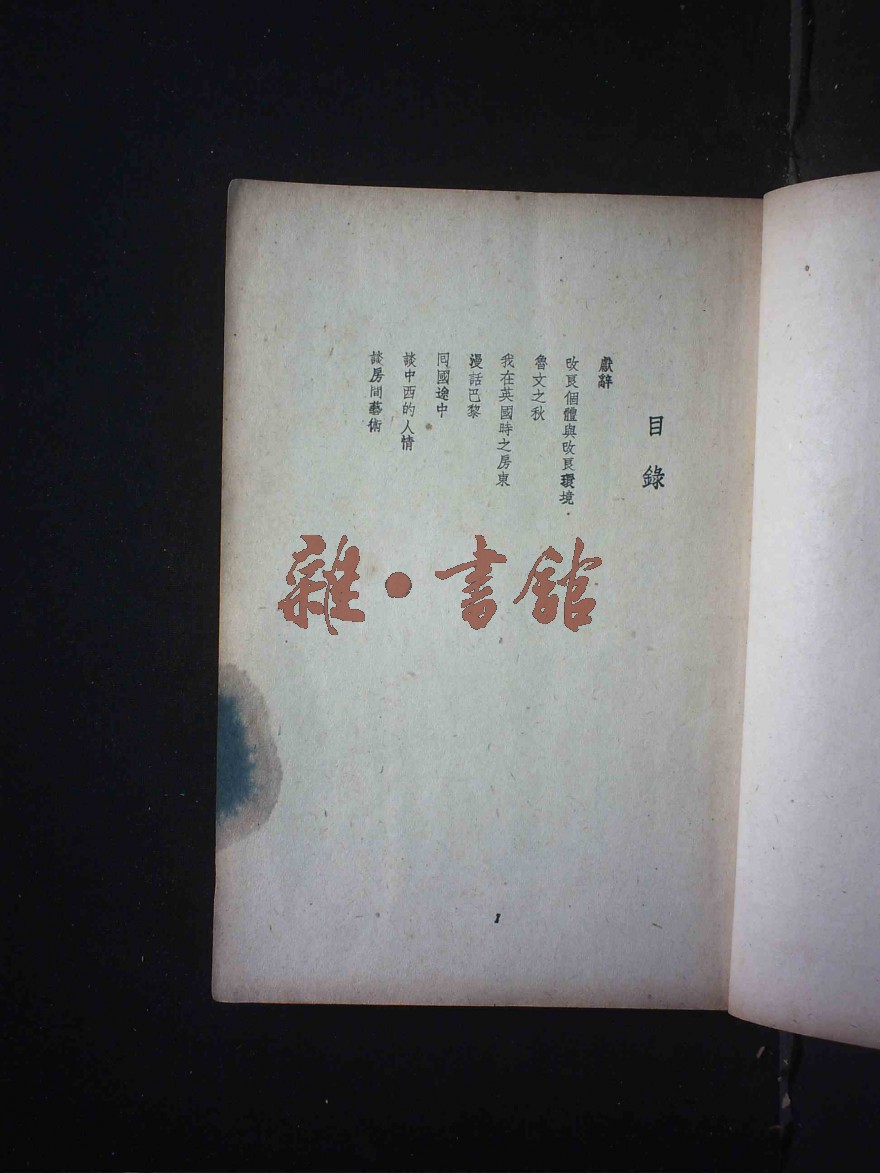 目錄
獻辭
改良個體與改良環境
魯文之秋
我在英國時之房東
漫話巴黎
囘國途中
談中西的人情
談房間藝術
雜·書館
1